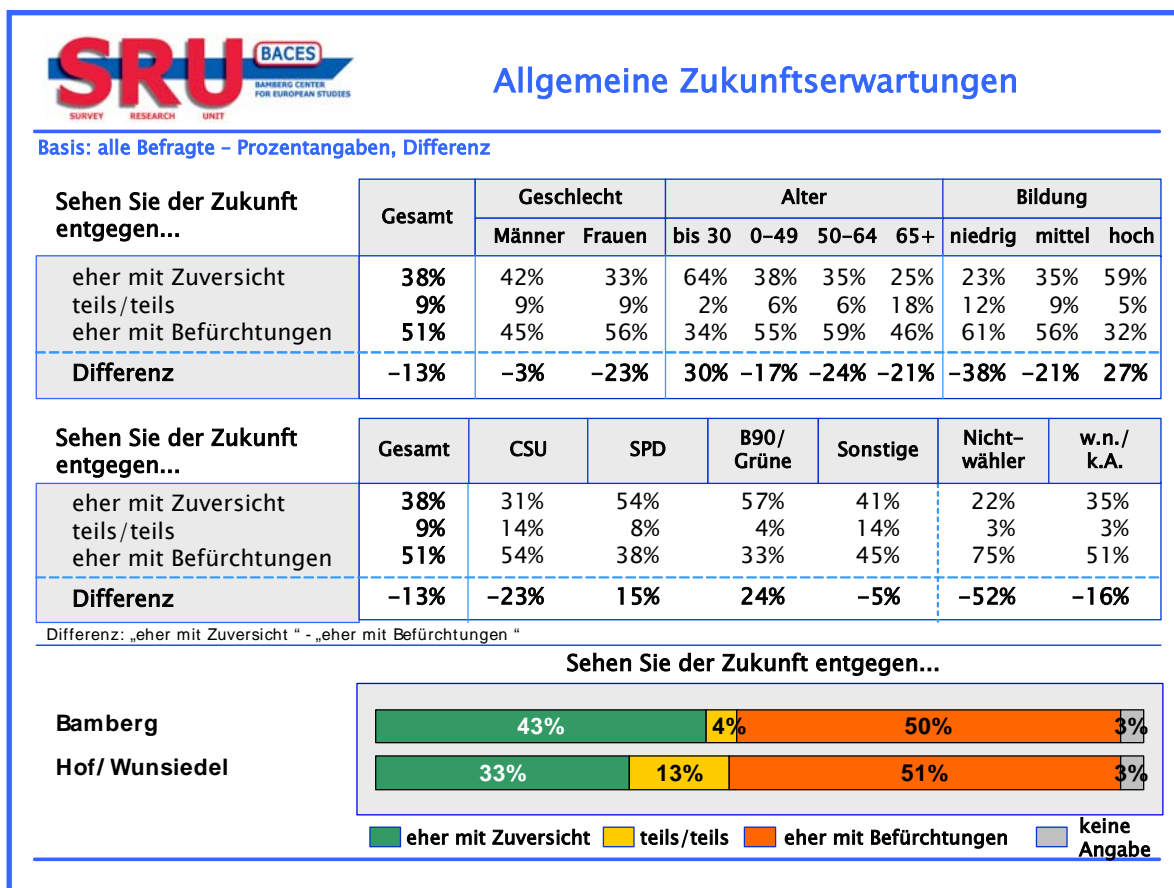 SRU
BACES
BAMBERG CENTER
FOR EUROPEAN STUDIES
SURVEY RESEARCH UNIT
Allgemeine Zukunftserwartungen
Basis: alle Befragte – Prozentangaben, Differenz
Sehen Sie der Zukunft entgegen...
Gesamt
Geschlecht Alter Bildung
Männer Frauen bis 30 0–49 50–64 65+ niedrig mittel hoch
eher mit Zuversicht 38% 42% 33% 64% 38% 35% 25% 23% 35% 59%
teils/teils 9% 9% 9% 2% 6% 6% 18% 12% 9% 5%
eher mit Befürchtungen 51% 45% 56% 34% 55% 59% 46% 61% 56% 32%
Differenz –13% –3% –23% 30% –17% –24% –21% –38% –21% 27%
Sehen Sie der Zukunft
entgegen...
Gesamt CSU SPD B90/ Grüne Sonstige Nicht– wähler w.n./ k.A.
eher mit Zuversicht 38% 31% 54% 57% 41% 22% 35%
teils/teils 9% 14% 8% 4% 14% 3% 3%
eher mit Befürchtungen 51% 54% 38% 33% 45% 75% 51%
Differenz –13% –23% 15% 24% –5% –52% –16%
Differenz: „eher mit Zuversicht “ - „eher mit Befürchtungen “
Sehen Sie der Zukunft entgegen...
Bamberg 43% 4% 50% 3%
Hof/ Wunsiedel 33% 13% 51% 3%
eher mit Zuversicht teils/teils eher mit Befürchtungen keine
Angabe